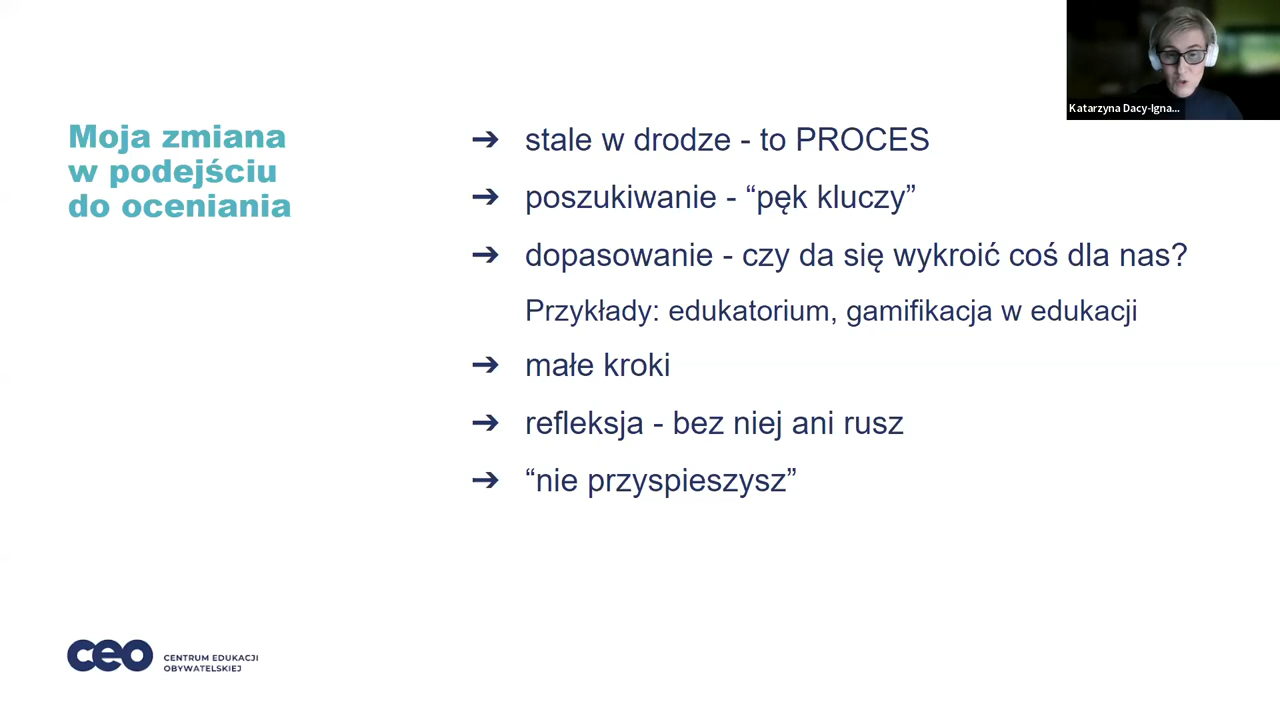 Katarzyna Dacy-Igna...
Moja zmiana
w podejściu
do oceniania
➔ stale w drodze - to PROCES
➔ poszukiwanie - “pęk kluczy”
➔ dopasowanie - czy da się wykroić coś dla nas?
Przykłady: edukatorium, gamifikacja w edukacji
➔ małe kroki
➔ refleksja - bez niej ani rusz
➔ “nie przyspieszysz”
ceo
CENTRUM EDUKACJI
OBYWATELSKIEJ